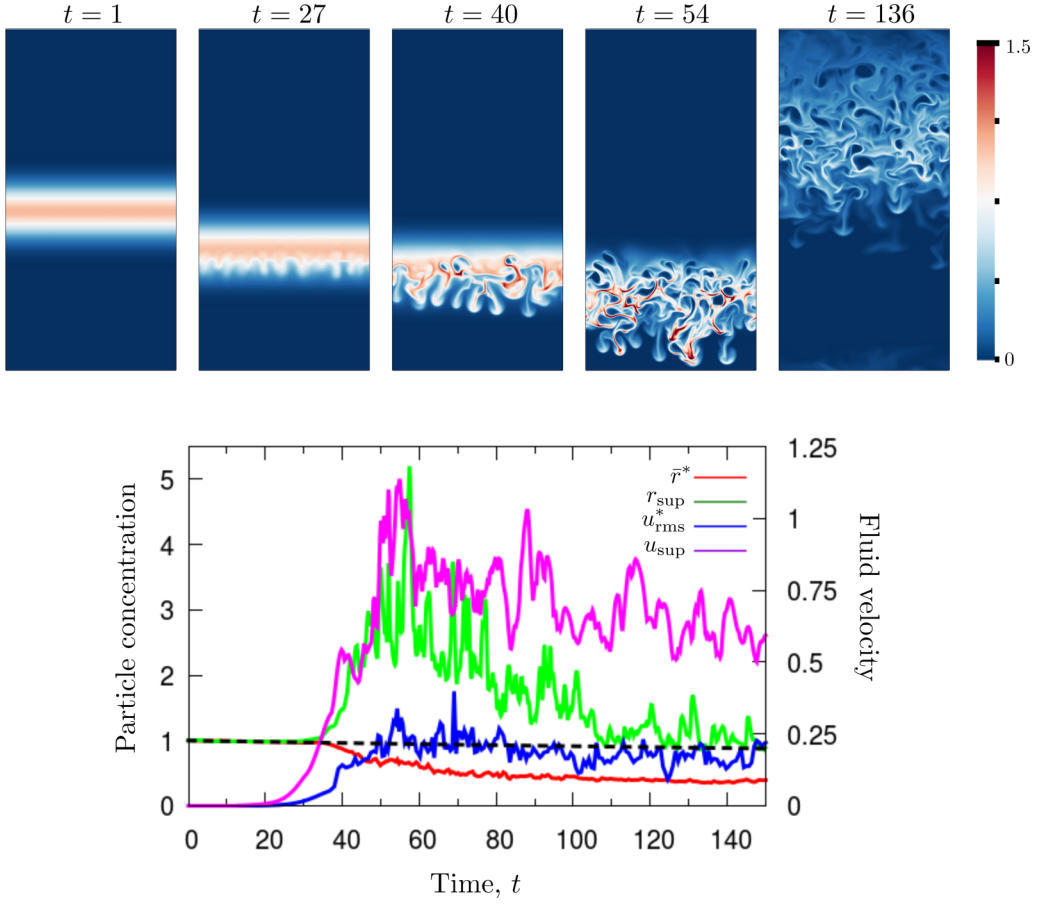 t = 1 t = 27 t = 40 t = 54 t = 136
1.5
0
Particle concentration
5
4
3
2
1
0
r̄*
r_sup
u*_rms
u_sup
1.25
1
0.75
0.5
0.25
0
Fluid velocity
0 20 40 60 80 100 120 140
Time, t